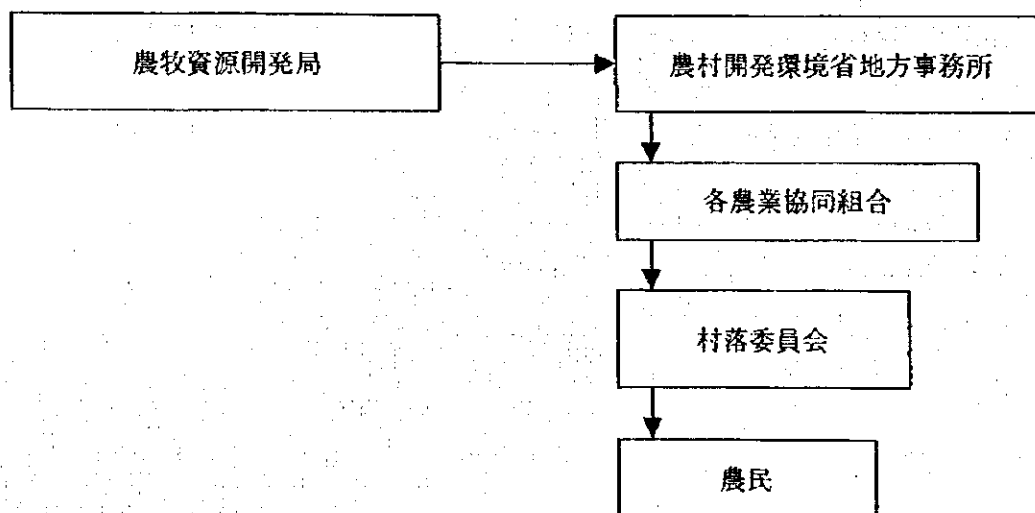 農牧資源開発局
農村開発環境省地方事務所
各農業協同組合
村落委員会
農民